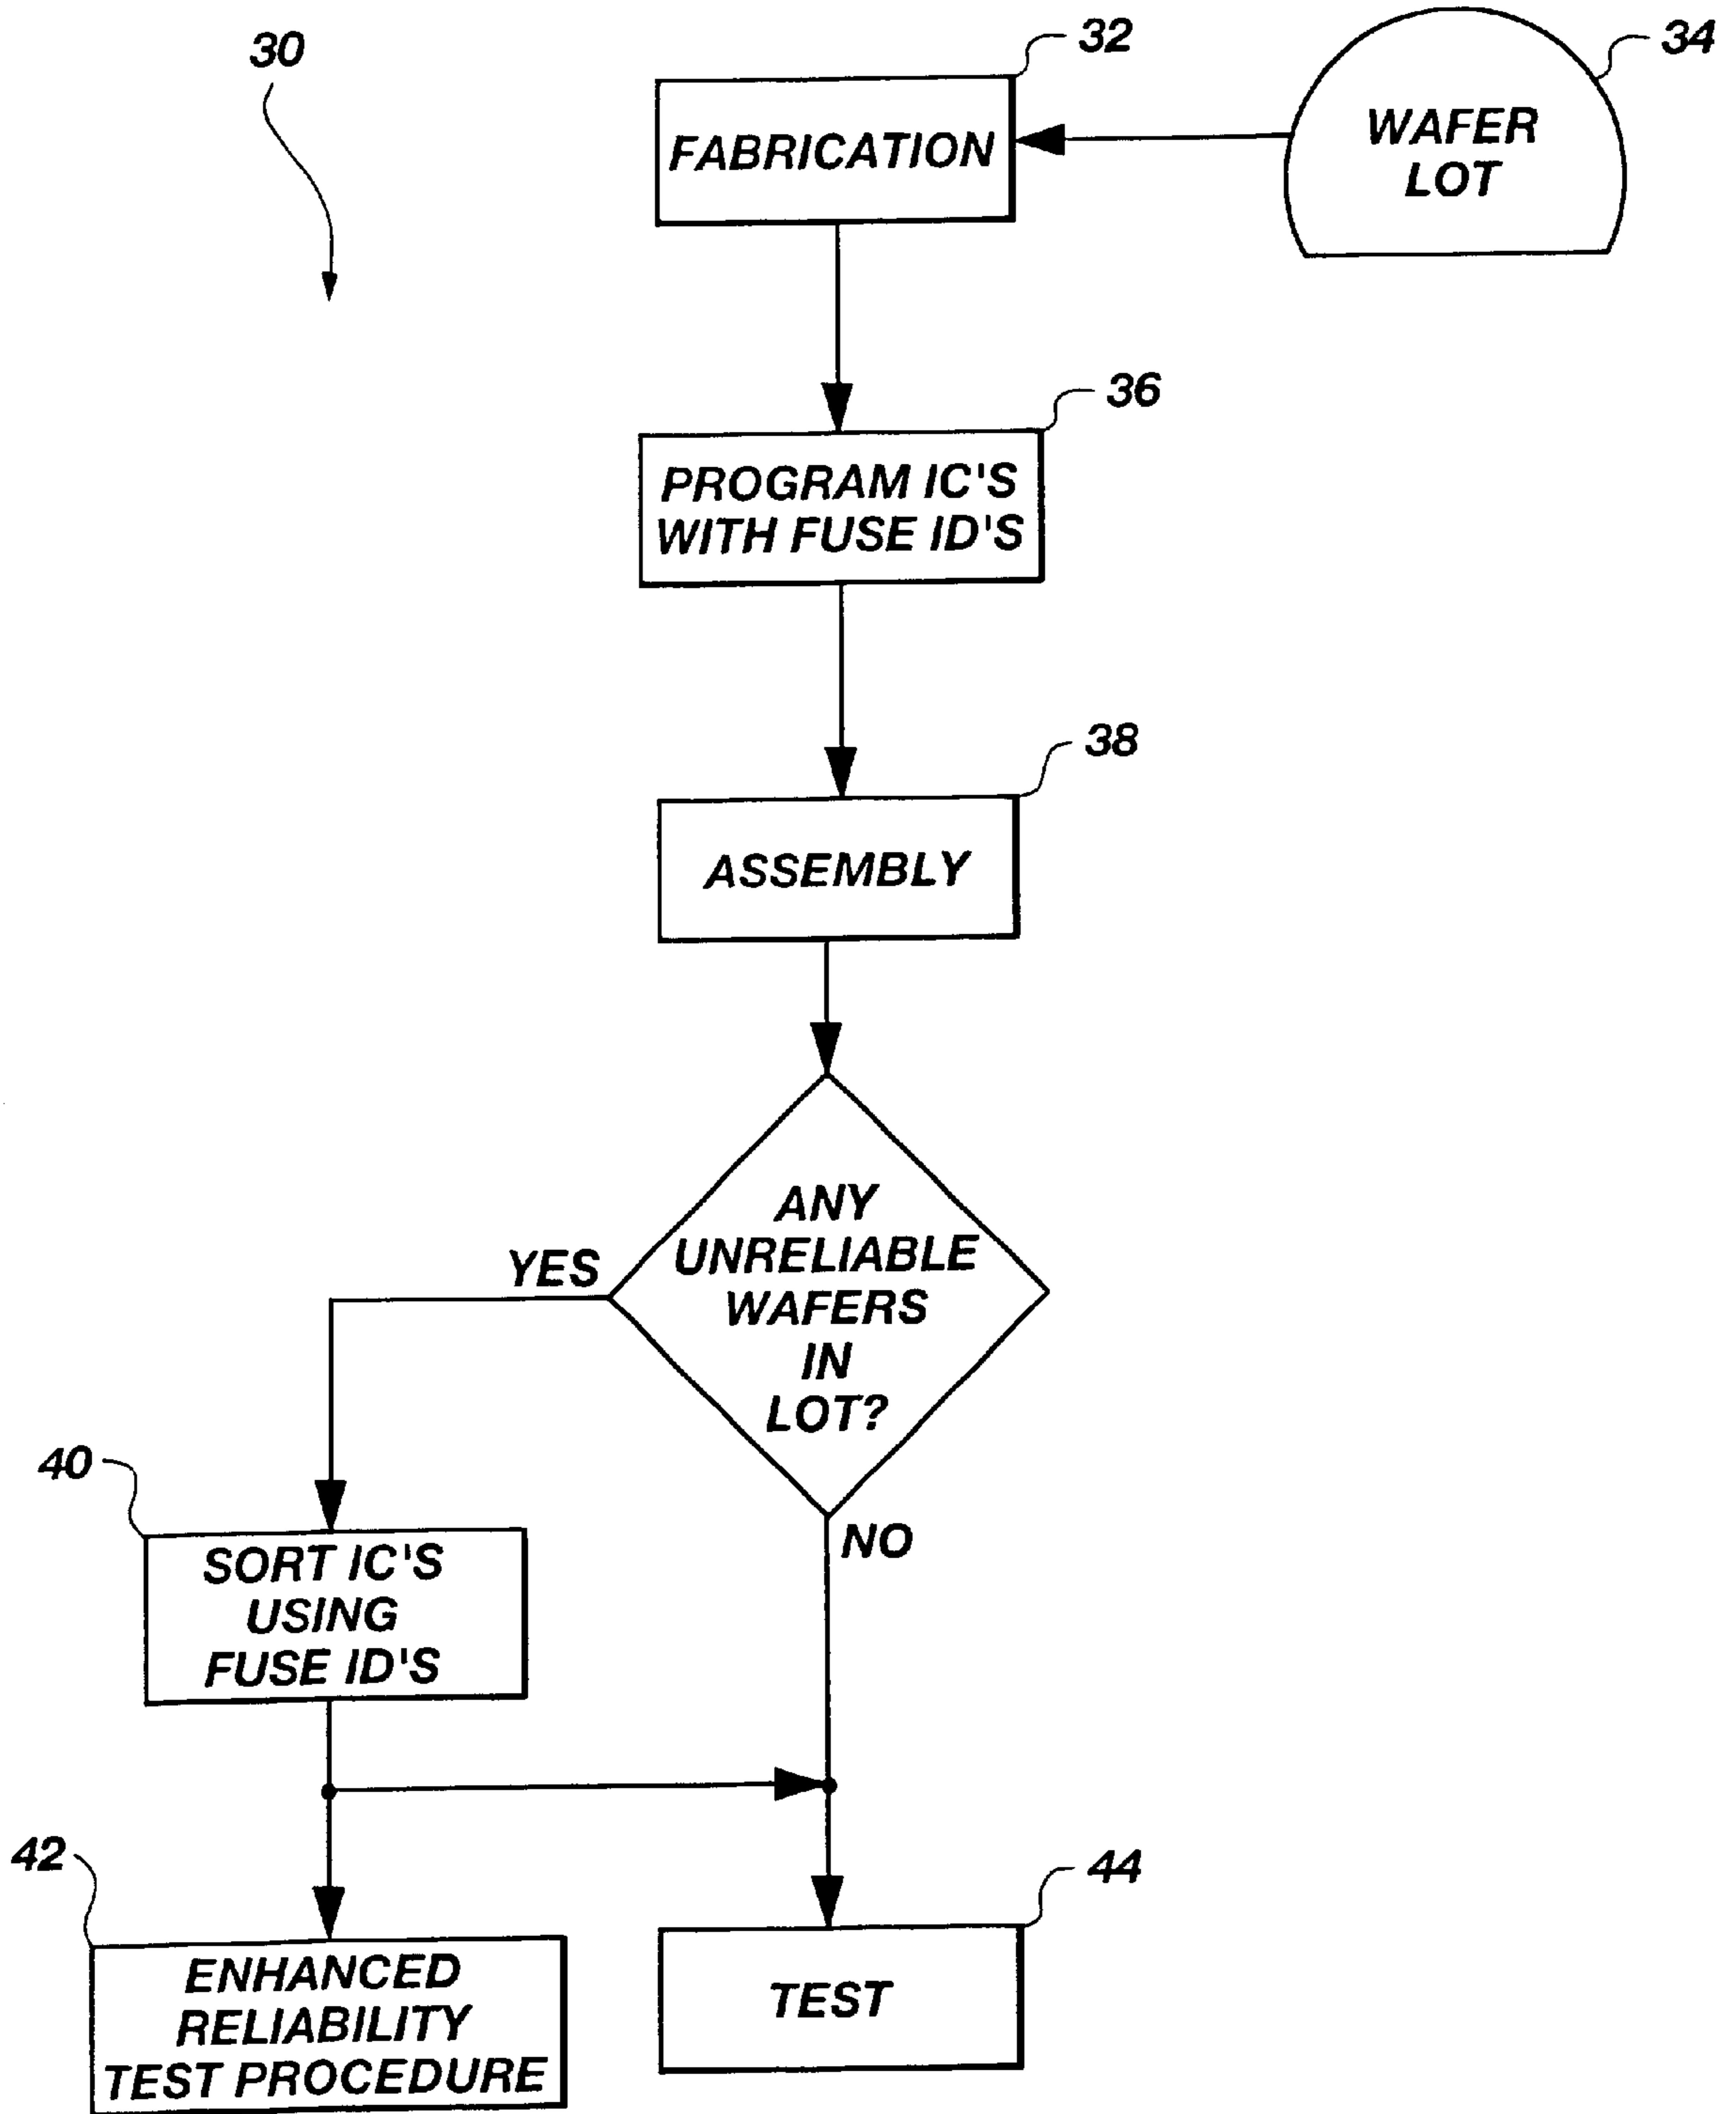 30
32
34
FABRICATION
WAFER
LOT
36
PROGRAM IC'S
WITH FUSE ID'S
38
ASSEMBLY
ANY
UNRELIABLE
WAFERS
IN
LOT?
YES
NO
40
SORT IC'S
USING
FUSE ID'S
42
44
ENHANCED
RELIABILITY
TEST PROCEDURE
TEST